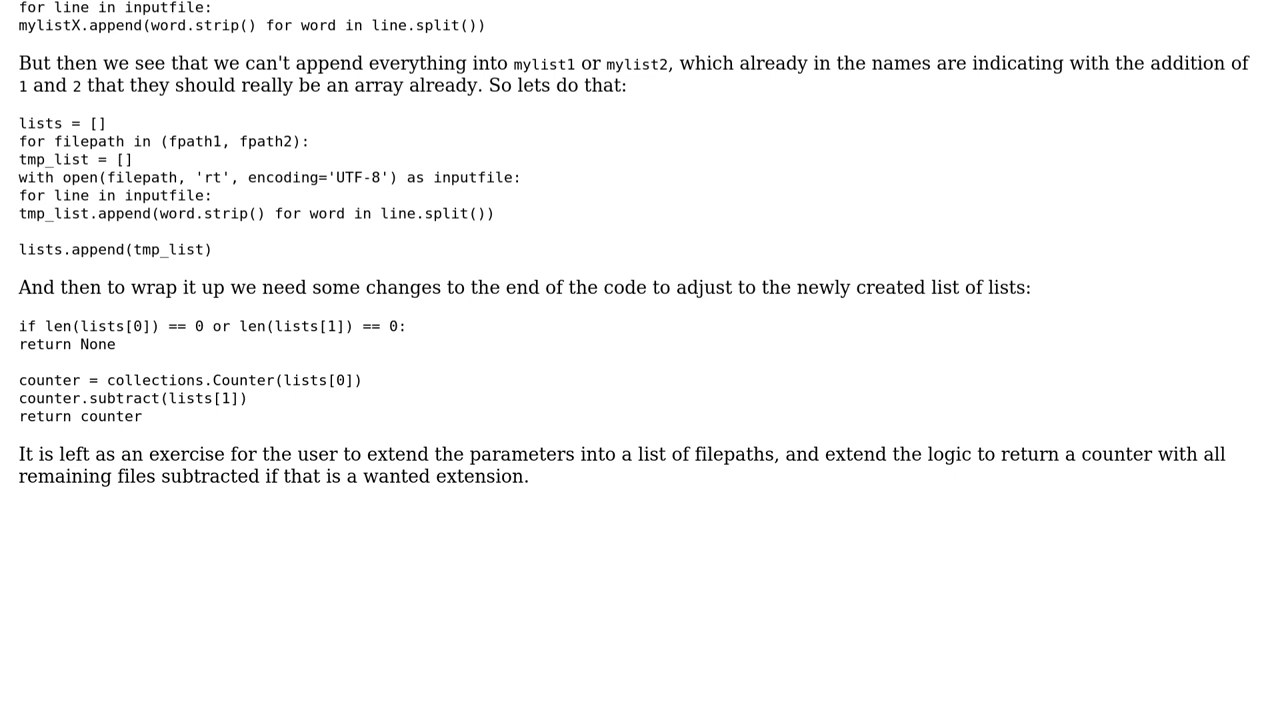 for line in inputfile:
mylistX.append(word.strip() for word in line.split())
But then we see that we can't append everything into mylist1 or mylist2, which already in the names are indicating with the addition of
1 and 2 that they should really be an array already. So lets do that:
lists = []
for filepath in (fpath1, fpath2):
tmp_list = []
with open(filepath, 'rt', encoding='UTF-8') as inputfile:
for line in inputfile:
tmp_list.append(word.strip() for word in line.split())
lists.append(tmp_list)
And then to wrap it up we need some changes to the end of the code to adjust to the newly created list of lists:
if len(lists[0]) == 0 or len(lists[1]) == 0:
return None
counter = collections.Counter(lists[0])
counter.subtract(lists[1])
return counter
It is left as an exercise for the user to extend the parameters into a list of filepaths, and extend the logic to return a counter with all
remaining files subtracted if that is a wanted extension.